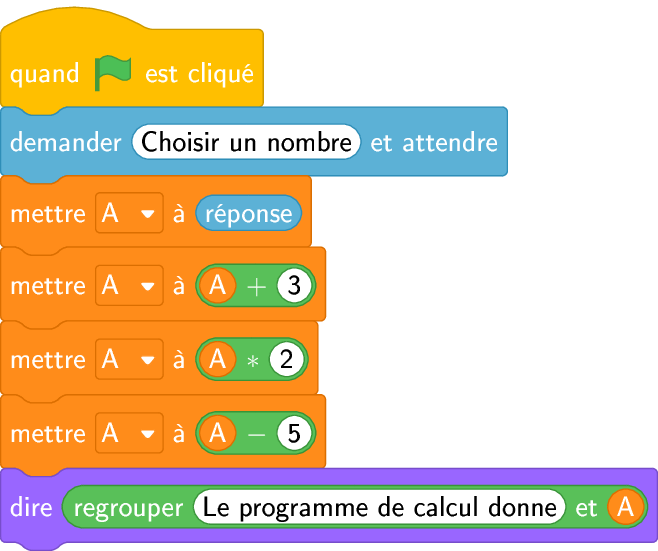 quand est cliqué
demander Choisir un nombre et attendre
mettre A à réponse
mettre A à A + 3
mettre A à A * 2
mettre A à A − 5
dire regrouper Le programme de calcul donne et A